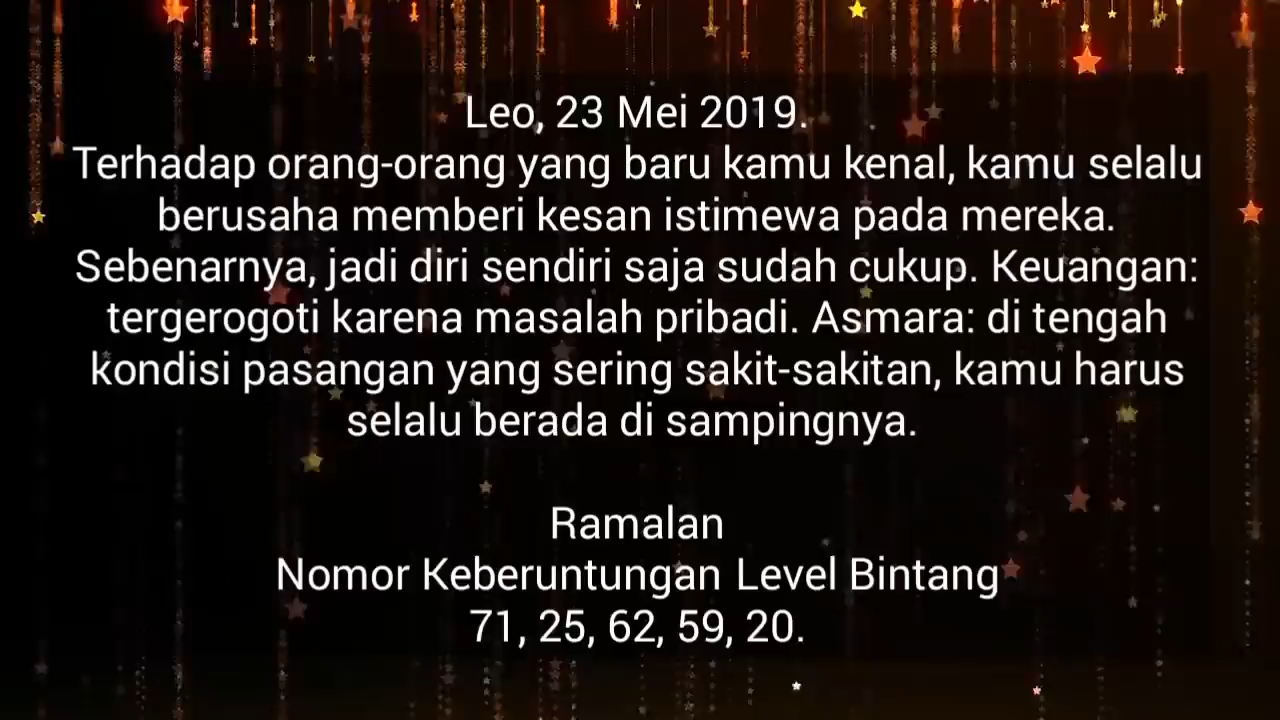 Leo, 23 Mei 2019.
Terhadap orang-orang yang baru kamu kenal, kamu selalu
berusaha memberi kesan istimewa pada mereka.
Sebenarnya, jadi diri sendiri saja sudah cukup. Keuangan:
tergerogoti karena masalah pribadi. Asmara: di tengah
kondisi pasangan yang sering sakit-sakitan, kamu harus
selalu berada di sampingnya.
Ramalan
Nomor Keberuntungan Level Bintang
71, 25, 62, 59, 20.